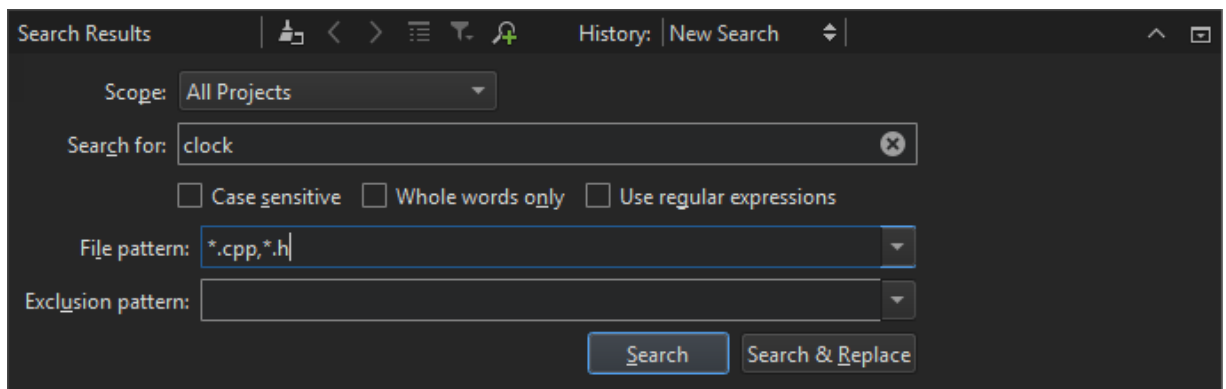 Search Results History: New Search
Scope: All Projects
Search for: clock
Case sensitive Whole words only Use regular expressions
File pattern: *.cpp,*.h
Exclusion pattern:
Search Search & Replace